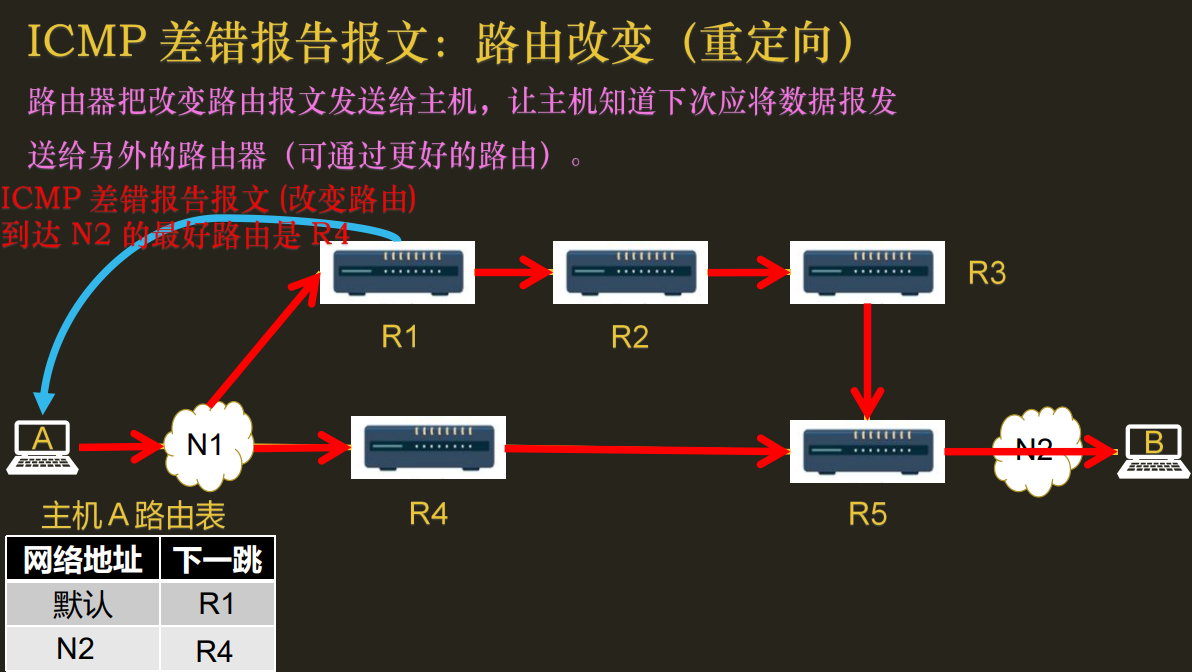 ICMP 差错报告报文：路由改变（重定向）
路由器把改变路由报文发送给主机，让主机知道下次应将数据报发
送给另外的路由器（可通过更好的路由）。
ICMP 差错报告报文 (改变路由)
到达 N2 的最好路由是 R4
R3
R1
R2
A
N1
N2
B
R4
R5
主机 A 路由表
网络地址 下一跳
默认 R1
N2 R4